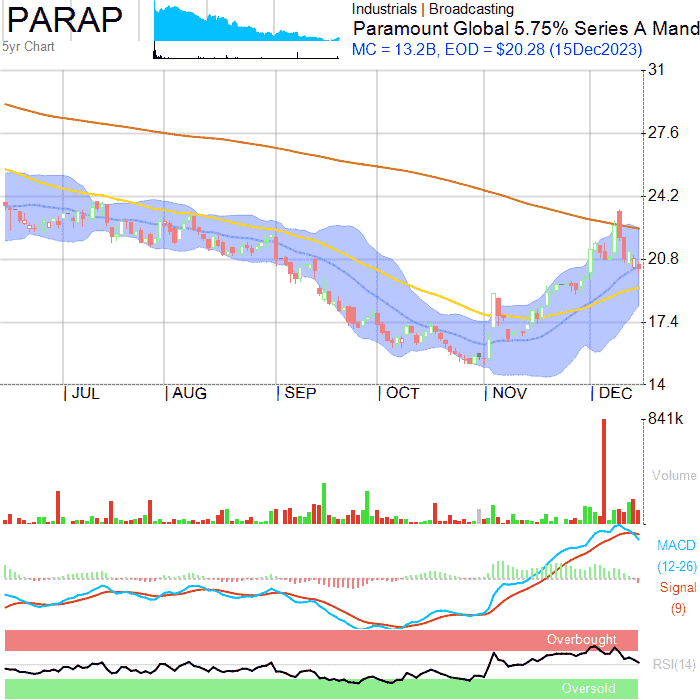 PARAP
5yr Chart
Industrials | Broadcasting
Paramount Global 5.75% Series A Mand
MC = 13.2B, EOD = $20.28 (15Dec2023)
31
27.6
24.2
20.8
17.4
14
| JUL | AUG | SEP | OCT | NOV | DEC
841k
Volume
MACD
(12-26)
Signal
(9)
Overbought
RSI(14)
Oversold